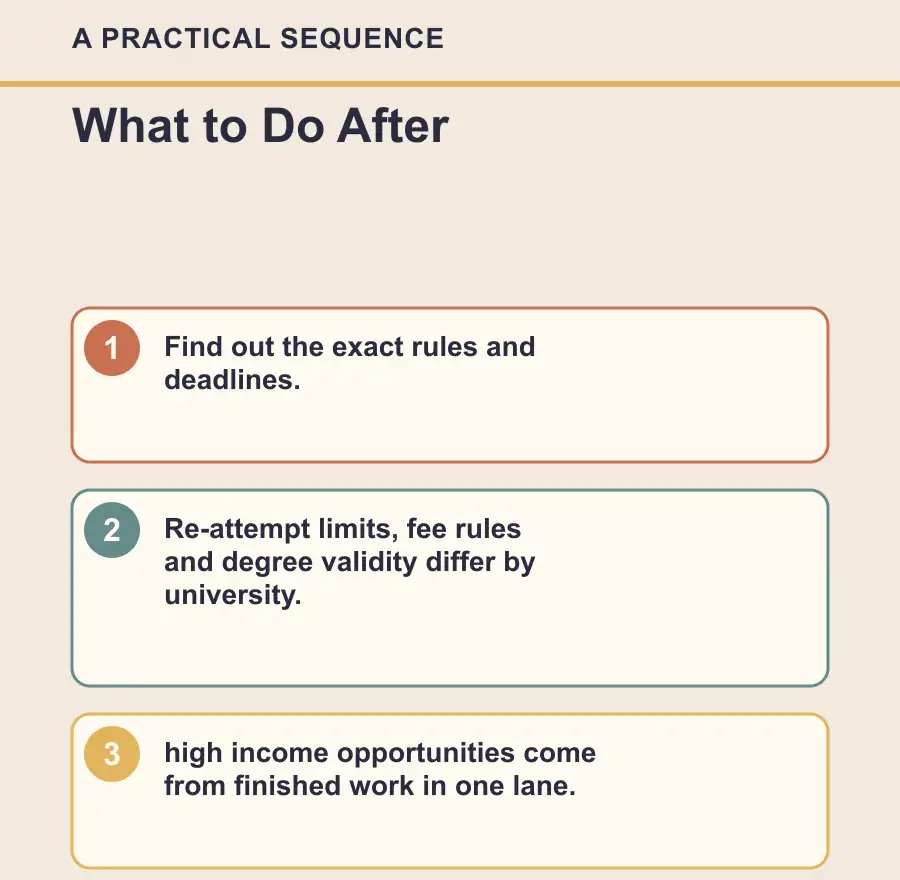 A PRACTICAL SEQUENCE
What to Do After
1
Find out the exact rules and
deadlines.
2
Re-attempt limits, fee rules
and degree validity differ by
university.
3
high income opportunities come
from finished work in one lane.